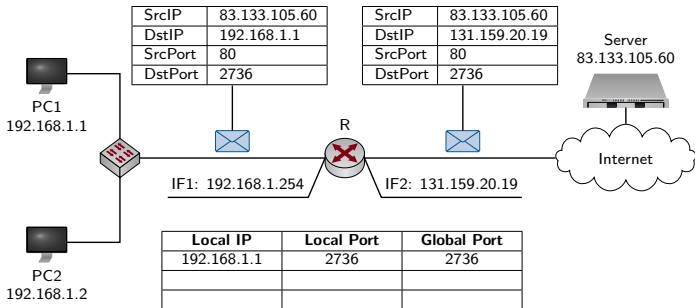 SrcIP 83.133.105.60
DstIP 192.168.1.1
SrcPort 80
DstPort 2736
SrcIP 83.133.105.60
DstIP 131.159.20.19
SrcPort 80
DstPort 2736
Server
83.133.105.60
PC1
192.168.1.1
R
Internet
IF1: 192.168.1.254
IF2: 131.159.20.19
PC2
192.168.1.2
Local IP Local Port Global Port
192.168.1.1 2736 2736